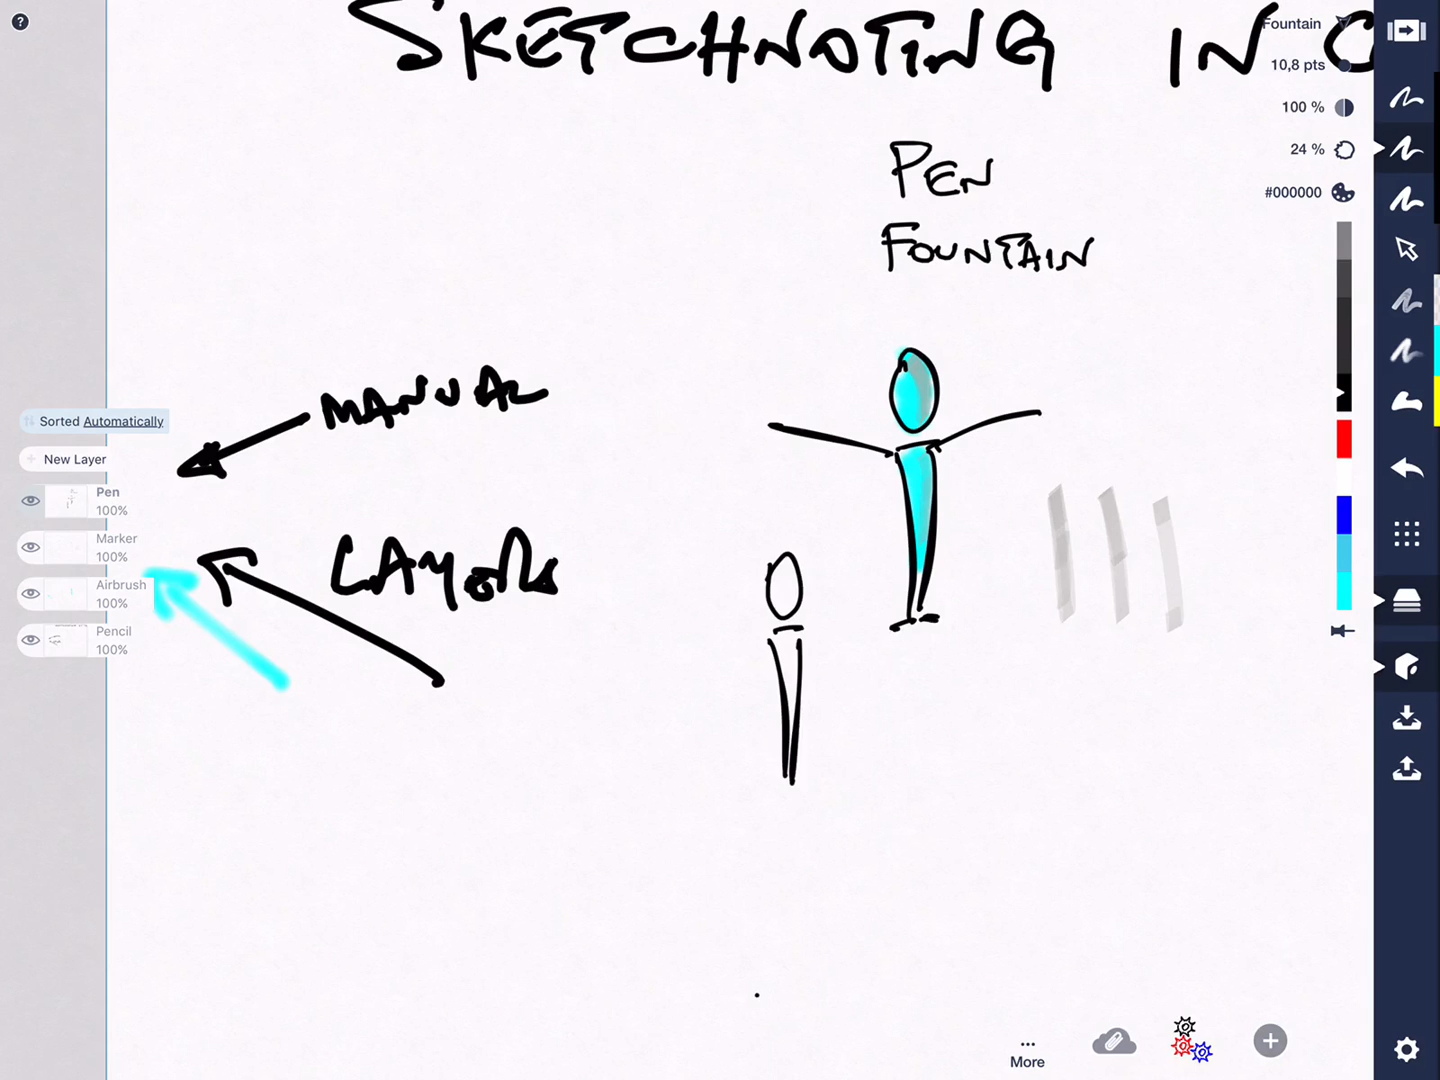 SKETCHNOTING IN C
?
Fountain
10,8 pts
100 %
24 %
#000000
PEN
FOUNTAIN
MANUAL
LAYERS
Sorted Automatically
+ New Layer
Pen
100%
Marker
100%
Airbrush
100%
Pencil
100%
...
More